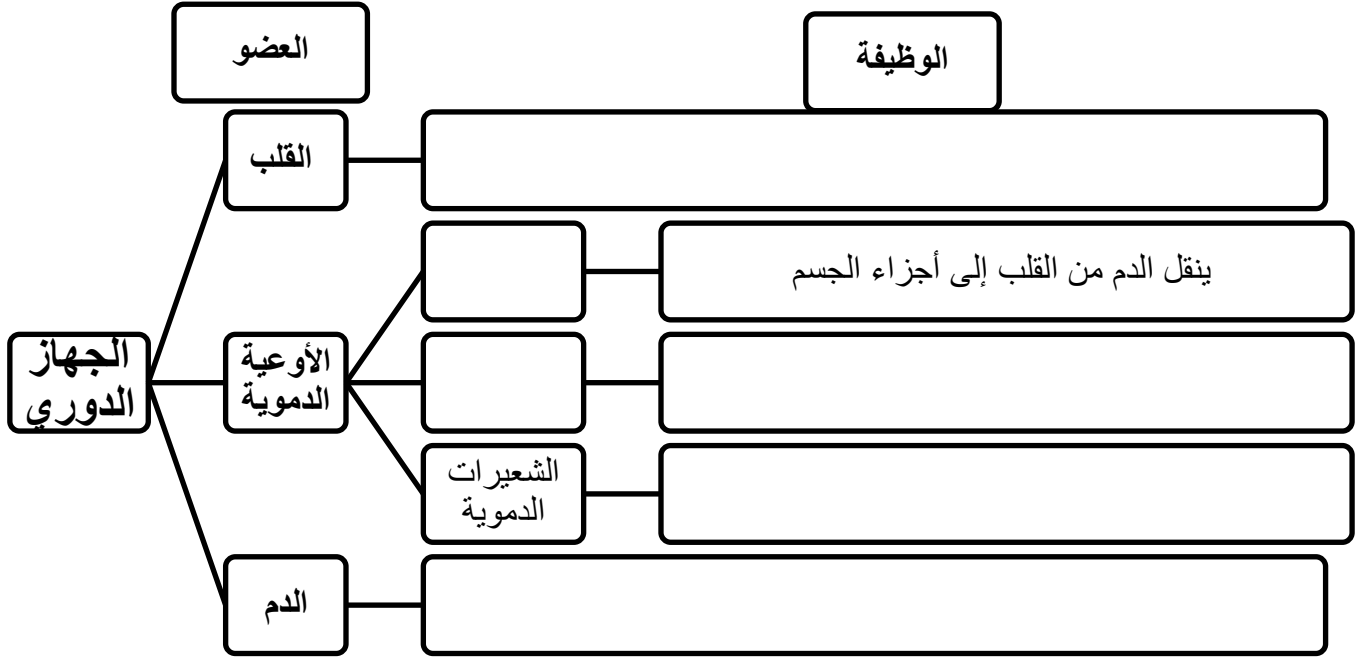 العضو
الوظيفة
القلب
ينقل الدم من القلب إلى أجزاء الجسم
الجهاز
الدوري
الأوعية
الدموية
الشعيرات
الدموية
الدم